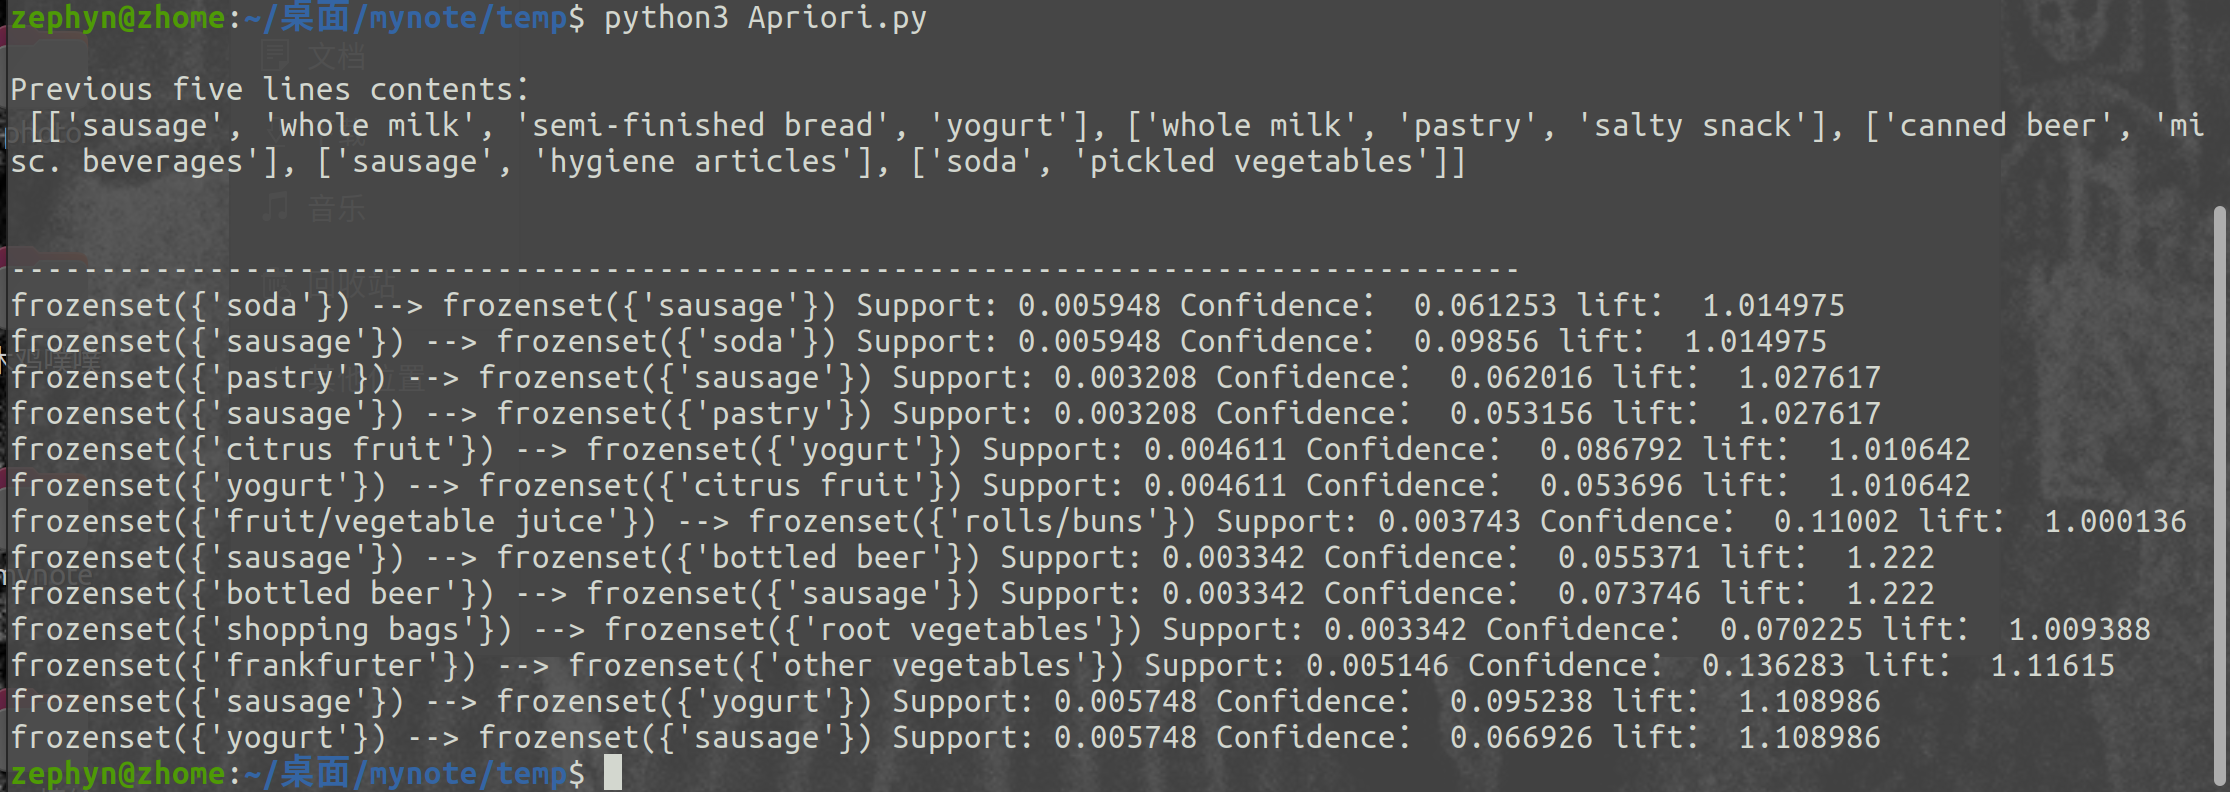 zephyn@zhome:~/桌面/mynote/temp$ python3 Apriori.py
文档
Previous five lines contents:
[['sausage', 'whole milk', 'semi-finished bread', 'yogurt'], ['whole milk', 'pastry', 'salty snack'], ['canned beer', 'mi
photo
sc. beverages'], ['sausage', 'hygiene articles'], ['soda', 'pickled vegetables']]
音乐
------------------------------------------------------------------------------------
回收站
frozenset({'soda'}) --> frozenset({'sausage'}) Support: 0.005948 Confidence:  0.061253 lift:  1.014975
frozenset({'sausage'}) --> frozenset({'soda'}) Support: 0.005948 Confidence:  0.09856 lift:  1.014975
frozenset({'pastry'}) --> frozenset({'sausage'}) Support: 0.003208 Confidence:  0.062016 lift:  1.027617
frozenset({'sausage'}) --> frozenset({'pastry'}) Support: 0.003208 Confidence:  0.053156 lift:  1.027617
frozenset({'citrus fruit'}) --> frozenset({'yogurt'}) Support: 0.004611 Confidence:  0.086792 lift:  1.010642
frozenset({'yogurt'}) --> frozenset({'citrus fruit'}) Support: 0.004611 Confidence:  0.053696 lift:  1.010642
frozenset({'fruit/vegetable juice'}) --> frozenset({'rolls/buns'}) Support: 0.003743 Confidence:  0.11002 lift:  1.000136
frozenset({'sausage'}) --> frozenset({'bottled beer'}) Support: 0.003342 Confidence:  0.055371 lift:  1.222
mynote
frozenset({'bottled beer'}) --> frozenset({'sausage'}) Support: 0.003342 Confidence:  0.073746 lift:  1.222
frozenset({'shopping bags'}) --> frozenset({'root vegetables'}) Support: 0.003342 Confidence:  0.070225 lift:  1.009388
frozenset({'frankfurter'}) --> frozenset({'other vegetables'}) Support: 0.005146 Confidence:  0.136283 lift:  1.11615
frozenset({'sausage'}) --> frozenset({'yogurt'}) Support: 0.005748 Confidence:  0.095238 lift:  1.108986
frozenset({'yogurt'}) --> frozenset({'sausage'}) Support: 0.005748 Confidence:  0.066926 lift:  1.108986
zephyn@zhome:~/桌面/mynote/temp$